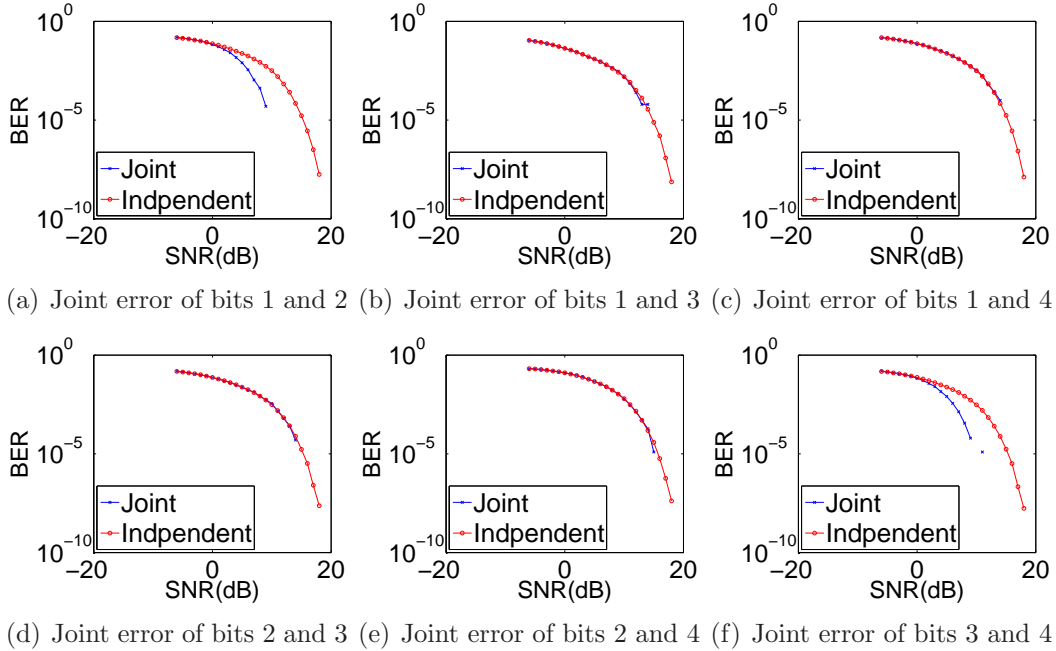 10^0
10^-5
10^-10
BER
Joint
Indpendent
-20 0 20
SNR(dB)
10^0
10^-5
10^-10
BER
Joint
Indpendent
-20 0 20
SNR(dB)
10^0
10^-5
10^-10
BER
Joint
Indpendent
-20 0 20
SNR(dB)
(a) Joint error of bits 1 and 2 (b) Joint error of bits 1 and 3 (c) Joint error of bits 1 and 4
10^0
10^-5
10^-10
BER
Joint
Indpendent
-20 0 20
SNR(dB)
10^0
10^-5
10^-10
BER
Joint
Indpendent
-20 0 20
SNR(dB)
10^0
10^-5
10^-10
BER
Joint
Indpendent
-20 0 20
SNR(dB)
(d) Joint error of bits 2 and 3 (e) Joint error of bits 2 and 4 (f) Joint error of bits 3 and 4